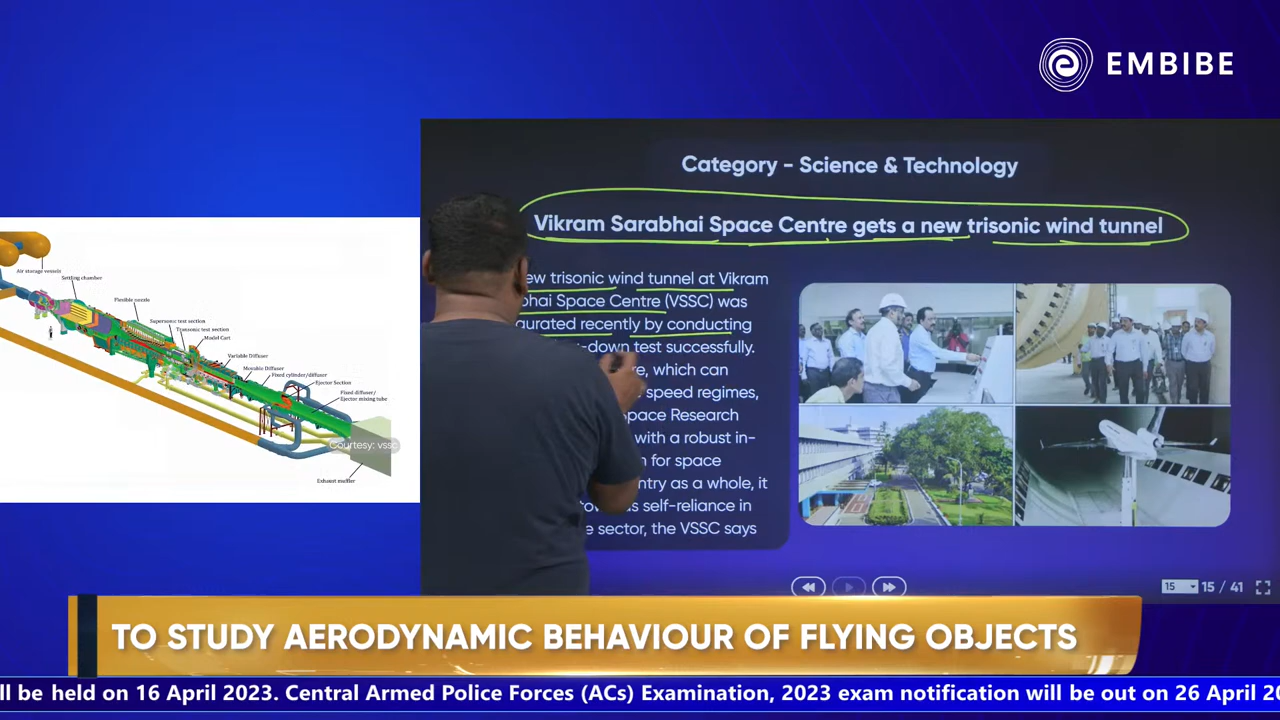 EMBIBE
Category - Science & Technology
Vikram Sarabhai Space Centre gets a new trisonic wind tunnel
ew trisonic wind tunnel at Vikram
bhai Space Centre (VSSC) was
gurated recently by conducting
-down test successfully.
re, which can
speed regimes,
Space Research
with a robust in-
n for space
ntry as a whole, it
self-reliance in
e sector, the VSSC says
Air storage vessels
Settling chamber
Flexible nozzle
Supersonic test section
Transonic test section
Model Cart
Variable Diffuser
Movable Diffuser
Fixed cylinder/diffuser
Ejector Section
Fixed diffuser/
Ejector mixing tube
Courtesy: vssc
Exhaust muffler
15 15 / 41
TO STUDY AERODYNAMIC BEHAVIOUR OF FLYING OBJECTS
ll be held on 16 April 2023. Central Armed Police Forces (ACs) Examination, 2023 exam notification will be out on 26 April 20